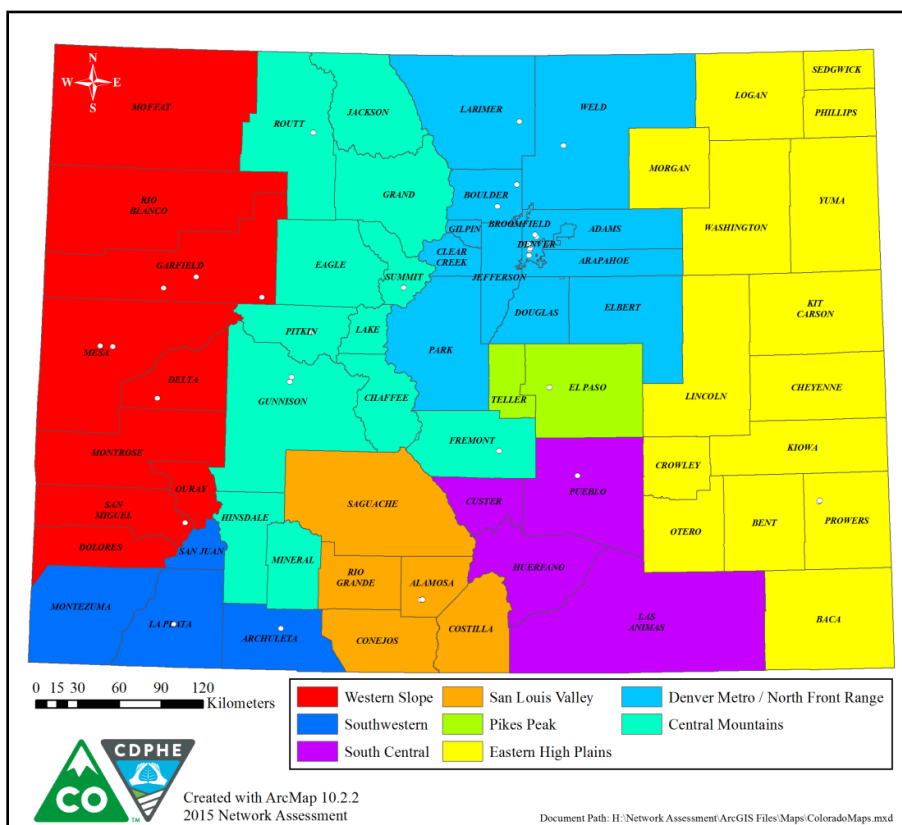 N
W E
S
MOFFAT
ROUTT
JACKSON
LARIMER
WELD
LOGAN
SEDGWICK
PHILLIPS
MORGAN
RIO
BLANCO
GRAND
BOULDER
WASHINGTON
YUMA
GILPIN
BROOMFIELD
ADAMS
DENVER
CLEAR
CREEK
ARAPAHOE
GARFIELD
EAGLE
SUMMIT
JEFFERSON
DOUGLAS
ELBERT
KIT
CARSON
PITKIN
LAKE
PARK
MESA
DELTA
GUNNISON
CHAFFEE
TELLER
EL PASO
LINCOLN
CHEYENNE
FREMONT
MONTROSE
CROWLEY
KIOWA
OURAY
SAN
MIGUEL
SAGUACHE
CUSTER
PUEBLO
HINSDALE
OTERO
BENT
PROWERS
DOLORES
SAN JUAN
MINERAL
RIO
GRANDE
ALAMOSA
HUERFANO
MONTEZUMA
LA PLATA
ARCHULETA
CONEJOS
COSTILLA
LAS
ANIMAS
BACA
0 15 30 60 90 120
Kilometers
Western Slope
Southwestern
South Central
San Louis Valley
Pikes Peak
Eastern High Plains
Denver Metro / North Front Range
Central Mountains
CO
TM
CDPHE
TM
Created with ArcMap 10.2.2
2015 Network Assessment
Document Path: H:\Network Assessment\ArcGIS Files\Maps\ColoradoMaps.mxd